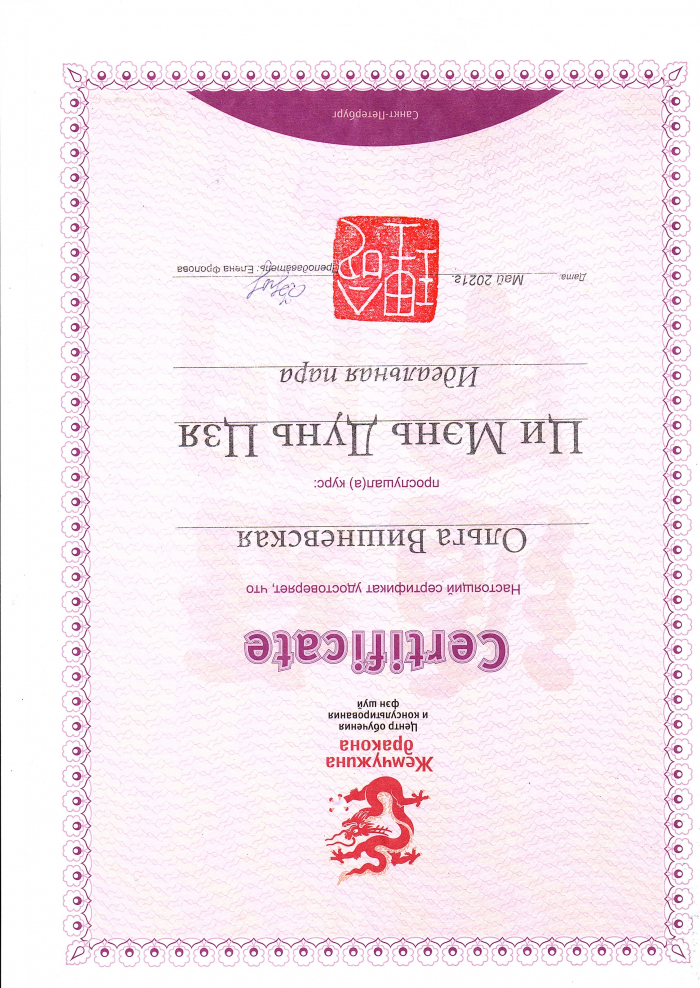 Жемчужина
дракона
Центр обучения
и консультирования
фэн шуй
Certificate
Настоящий сертификат удостоверяет, что
Ольга Вишневская
прослушал(а) курс:
Ци Мэнь Дунь Цзя
Идеальная пара
Дата: Май 2021г. Преподаватель: Елена Фролова
Санкт-Петербург